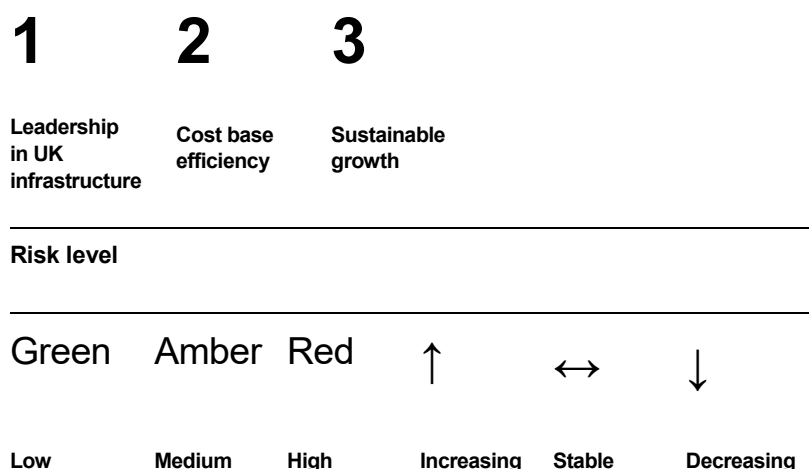 1 2 3
Leadership
in UK
infrastructure
Cost base
efficiency
Sustainable
growth
Risk level
Green Amber Red ↑ ↔ ↓
Low Medium High Increasing Stable Decreasing